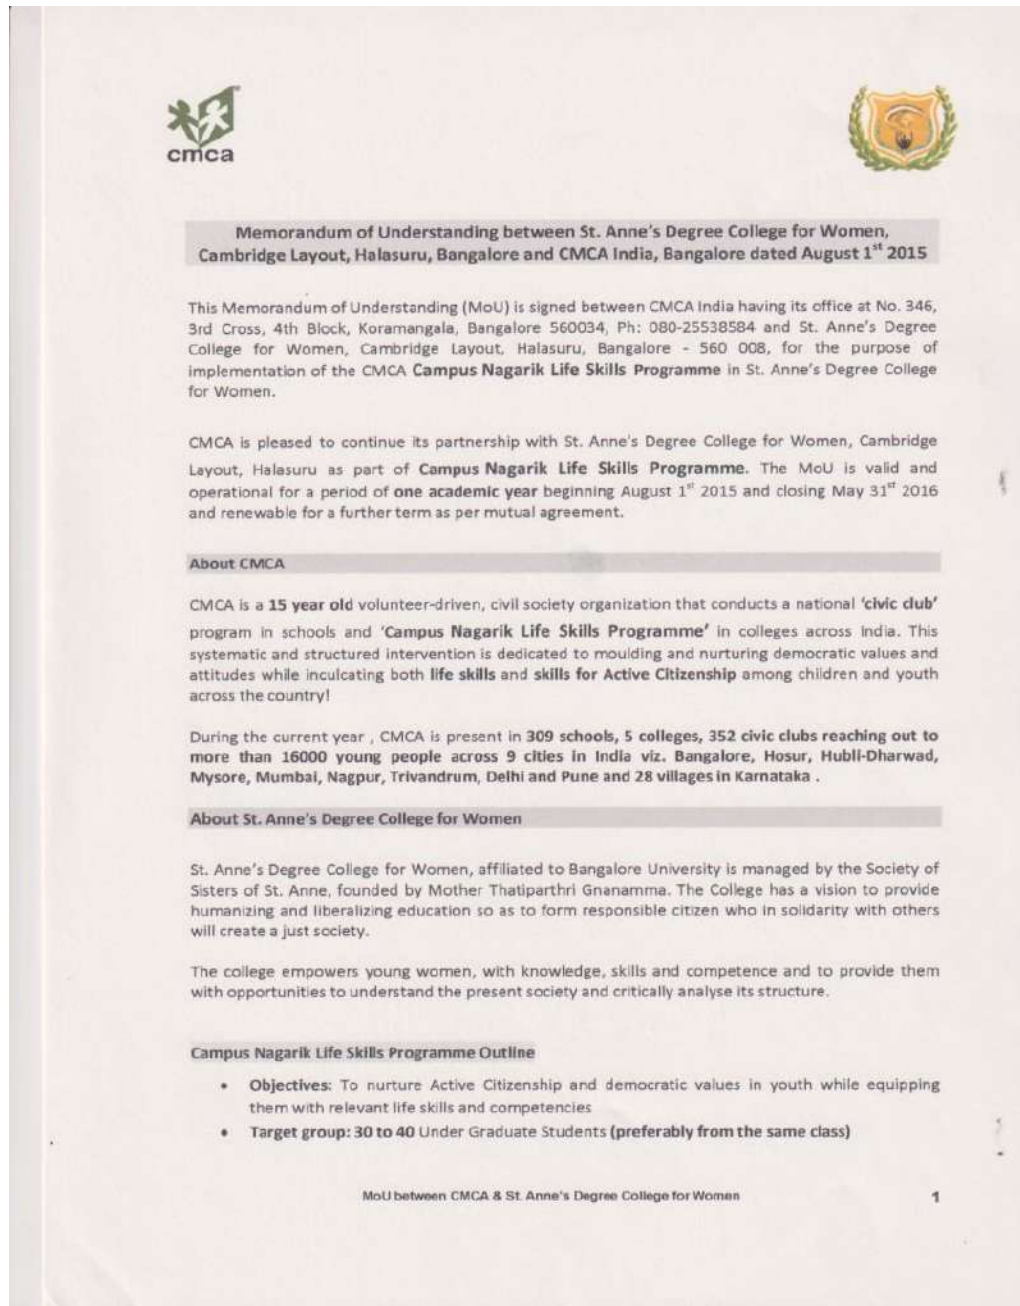 cmca
Memorandum of Understanding between St. Anne's Degree College for Women,
Cambridge Layout, Halasuru, Bangalore and CMCA India, Bangalore dated August 1st 2015
This Memorandum of Understanding (MoU) is signed between CMCA India having its office at No. 346,
3rd Cross, 4th Block, Koramangala, Bangalore 560034, Ph: 080-25538584 and St. Anne's Degree
College for Women, Cambridge Layout, Halasuru, Bangalore - 560 008, for the purpose of
implementation of the CMCA Campus Nagarik Life Skills Programme in St. Anne's Degree College
for Women.
CMCA is pleased to continue its partnership with St. Anne's Degree College for Women, Cambridge
Layout, Halasuru as part of Campus Nagarik Life Skills Programme. The MoU is valid and
operational for a period of one academic year beginning August 1st 2015 and closing May 31st 2016
and renewable for a further term as per mutual agreement.
About CMCA
CMCA is a 15 year old volunteer-driven, civil society organization that conducts a national 'civic club'
program in schools and 'Campus Nagarik Life Skills Programme' in colleges across India. This
systematic and structured intervention is dedicated to moulding and nurturing democratic values and
attitudes while inculcating both life skills and skills for Active Citizenship among children and youth
across the country!
During the current year , CMCA is present in 309 schools, 5 colleges, 352 civic clubs reaching out to
more than 16000 young people across 9 cities in India viz. Bangalore, Hosur, Hubli-Dharwad,
Mysore, Mumbai, Nagpur, Trivandrum, Delhi and Pune and 28 villages in Karnataka .
About St. Anne's Degree College for Women
St. Anne's Degree College for Women, affiliated to Bangalore University is managed by the Society of
Sisters of St. Anne, founded by Mother Thatiparthri Gnanamma. The College has a vision to provide
humanizing and liberalizing education so as to form responsible citizen who in solidarity with others
will create a just society.
The college empowers young women, with knowledge, skills and competence and to provide them
with opportunities to understand the present society and critically analyse its structure.
Campus Nagarik Life Skills Programme Outline
• Objectives: To nurture Active Citizenship and democratic values in youth while equipping
them with relevant life skills and competencies
• Target group: 30 to 40 Under Graduate Students (preferably from the same class)
MoU between CMCA & St. Anne's Degree College for Women 1